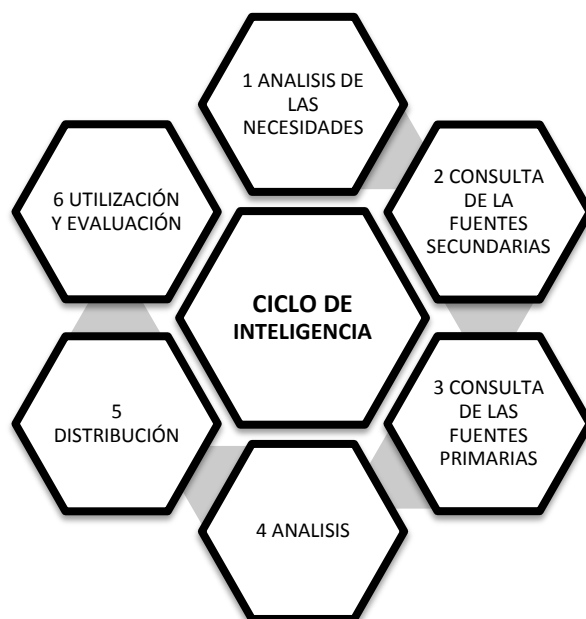 1 ANALISIS DE
LAS
NECESIDADES
2 CONSULTA
DE LA
FUENTES
SECUNDARIAS
3 CONSULTA
DE LAS
FUENTES
PRIMARIAS
4 ANALISIS
5
DISTRIBUCIÓN
6 UTILIZACIÓN
Y EVALUACIÓN
CICLO DE
INTELIGENCIA